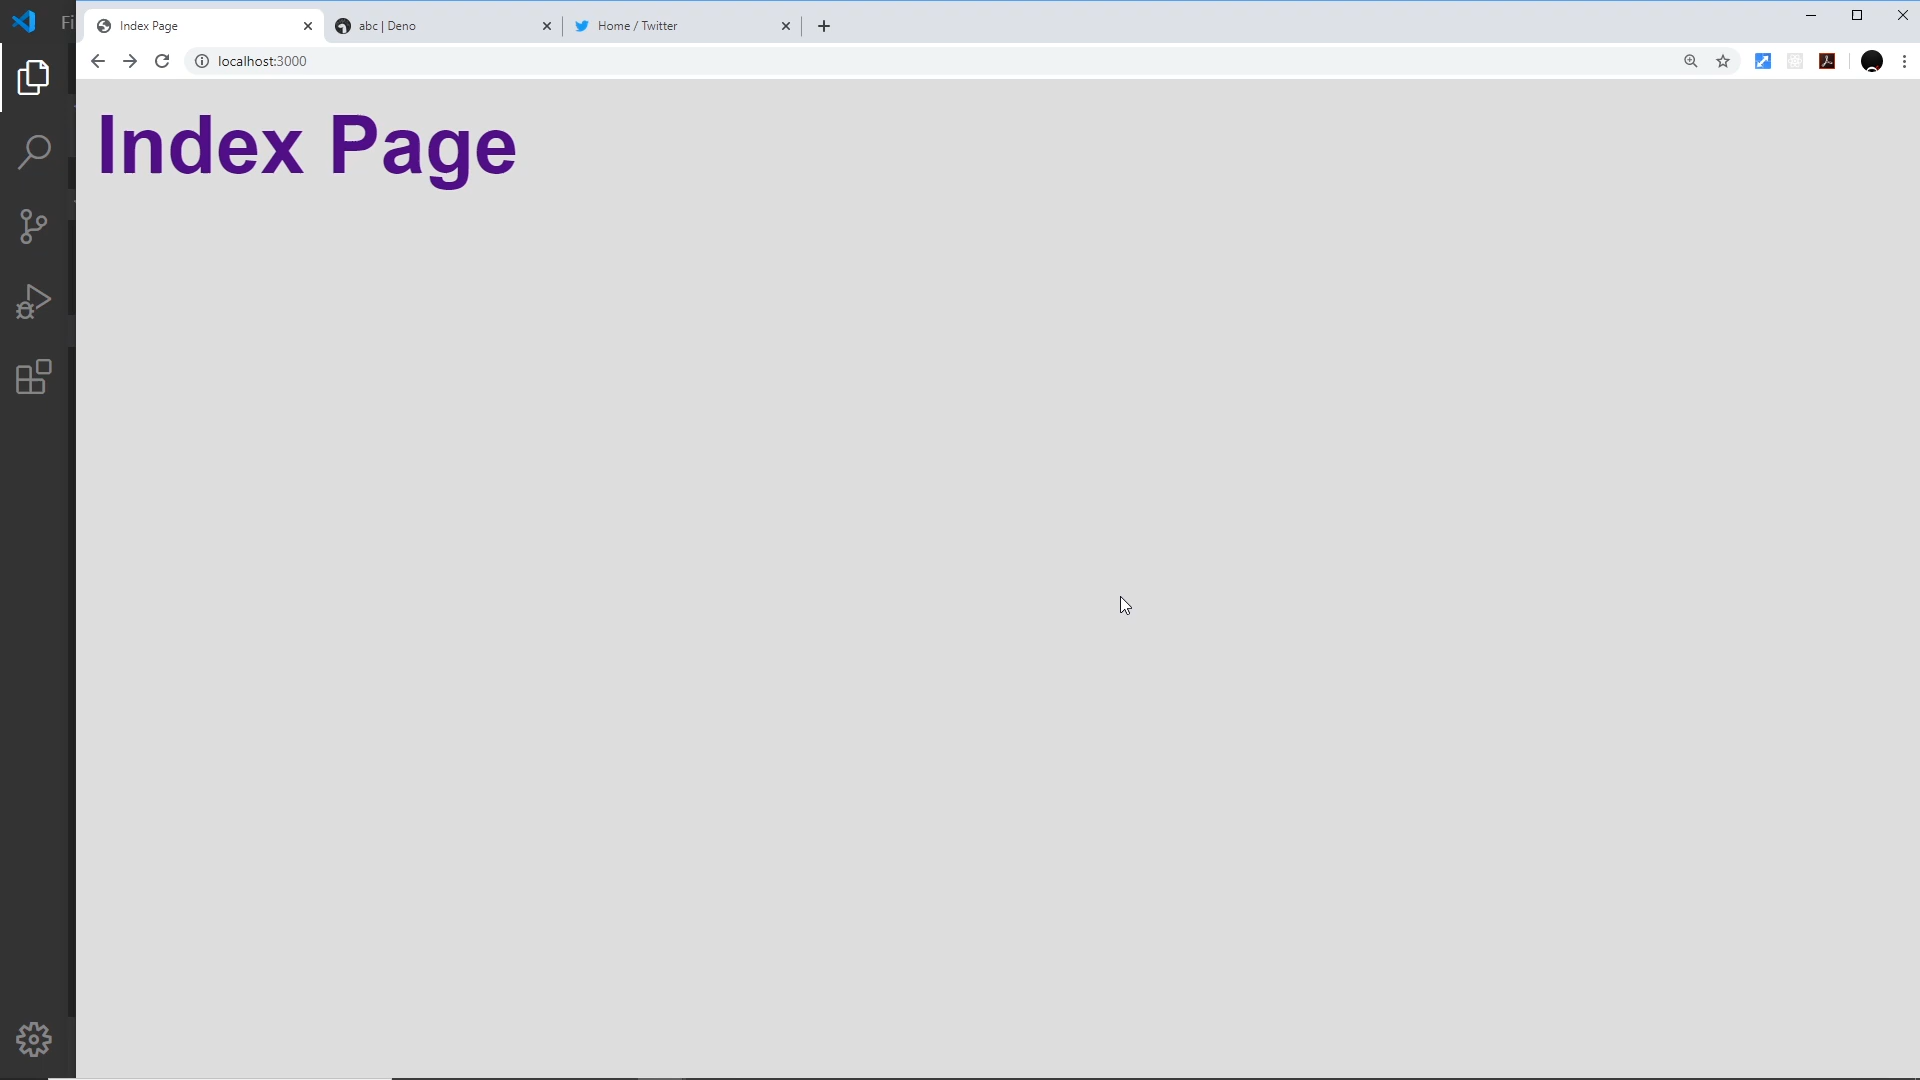 Fi
Index Page
abc | Deno
Home / Twitter
localhost:3000
Index Page